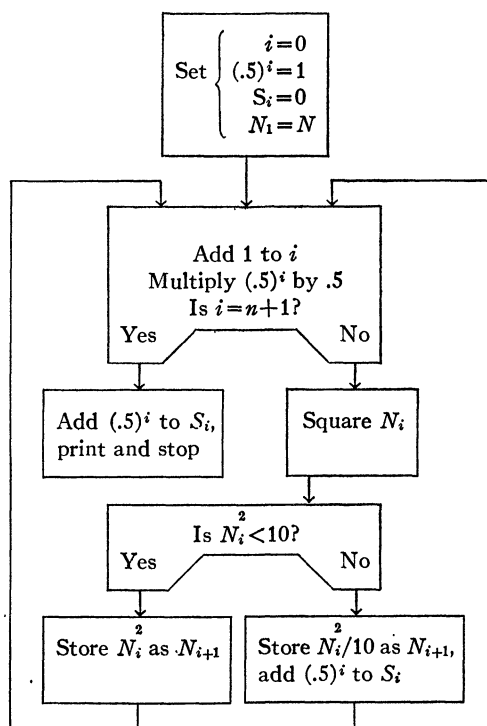 Set { i=0
(.5)^i=1
S_i=0
N_1=N
Add 1 to i
Multiply (.5)^i by .5
Is i=n+1?
Yes No
Add (.5)^i to S_i,
print and stop
Square N_i
Is N_i^2<10?
Yes No
Store N_i^2 as N_{i+1}
Store N_i^2/10 as N_{i+1},
add (.5)^i to S_i